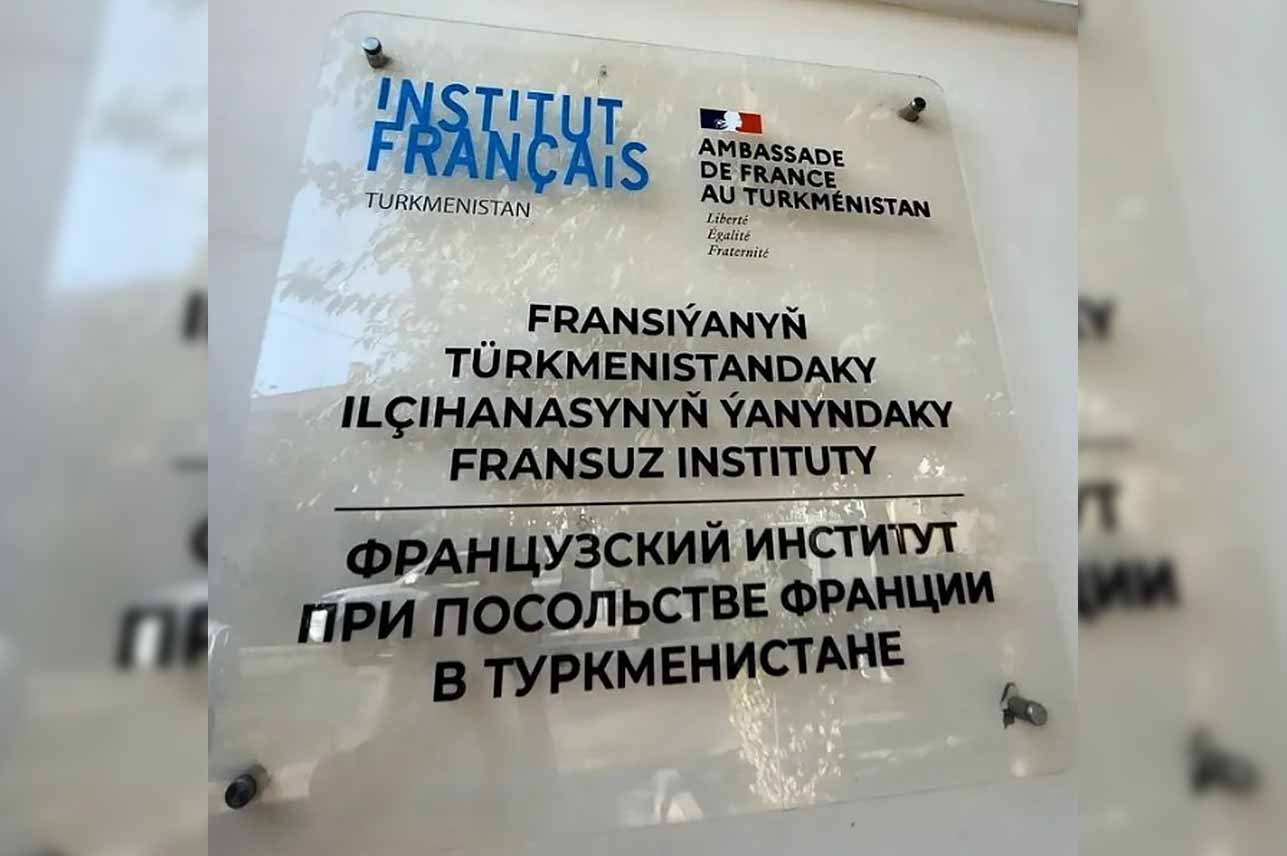 INSTITUT
FRANÇAIS
TURKMENISTAN
AMBASSADE
DE FRANCE
AU TURKMÉNISTAN
Liberté
Égalité
Fraternité
FRANSIÝANYŇ
TÜRKMENISTANDAKY
ILÇIHANASYNYŇ ÝANYNDAKY
FRANSUZ INSTITUTY
ФРАНЦУЗСКИЙ ИНСТИТУТ
ПРИ ПОСОЛЬСТВЕ ФРАНЦИИ
В ТУРКМЕНИСТАНЕ